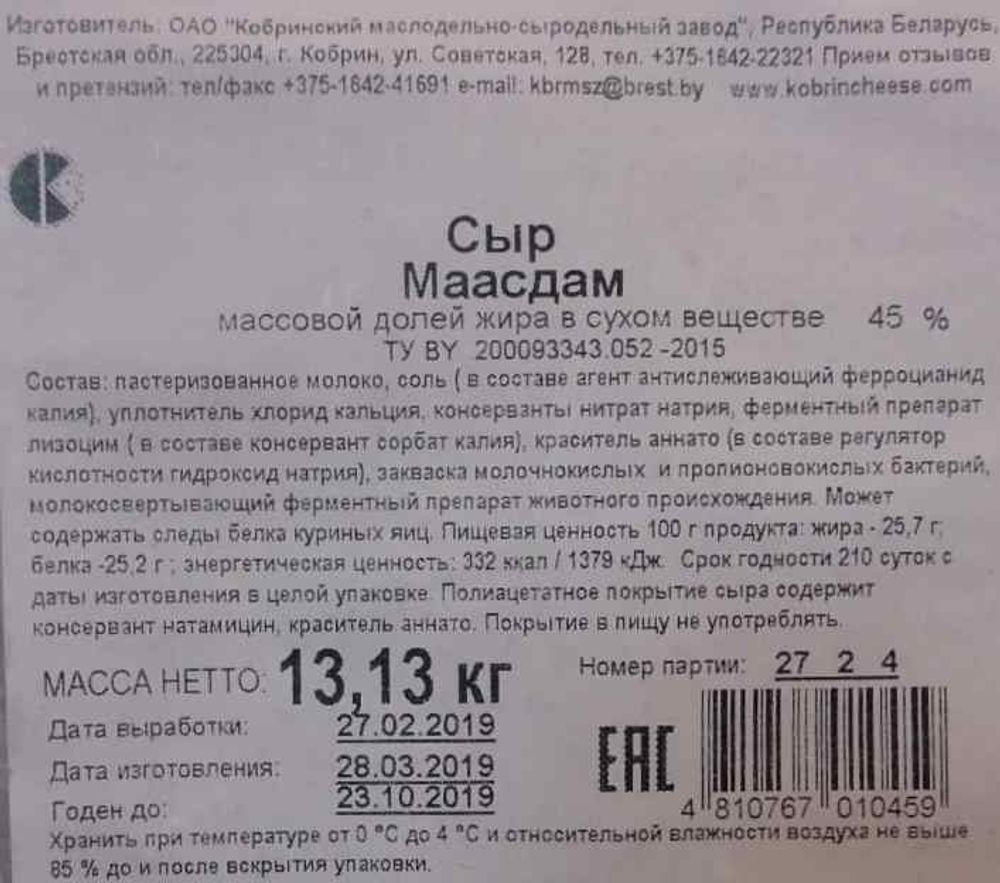 Изготовитель: ОАО "Кобринский маслодельно-сыродельный завод", Республика Беларусь,
Брестская обл., 225304, г. Кобрин, ул. Советская, 128, тел. +375-1842-22321 Прием отзывов
и претензий: тел/факс +375-1842-41691 e-mail: kbrmsz@brest.by www.kobrincheese.com
К
Сыр
Маасдам
массовой долей жира в сухом веществе 45 %
ТУ BY 200093343.052 -2015
Состав: пастеризованное молоко, соль ( в составе агент антислеживающий ферроцианид
калия), уплотнитель хлорид кальция, консерванты нитрат натрия, ферментный препарат
лизоцим ( в составе консервант сорбат калия), краситель аннато (в составе регулятор
кислотности гидроксид натрия), закваска молочнокислых и пропионовокислых бактерий,
молокосвертывающий ферментный препарат животного происхождения. Может
содержать следы белка куриных яиц. Пищевая ценность 100 г продукта: жира - 25,7 г;
белка -25,2 г ; энергетическая ценность: 332 ккал / 1379 кДж. Срок годности 210 суток с
даты изготовления в целой упаковке. Полиацетатное покрытие сыра содержит
консервант натамицин, краситель аннато. Покрытие в пищу не употреблять.
МАССА НЕТТО: 13,13 кг
Номер партии: 27 2 4
Дата выработки: 27.02.2019
Дата изготовления: 28.03.2019
Годен до: 23.10.2019
EAC
4 810767 010459
Хранить при температуре от 0 °С до 4 °С и относительной влажности воздуха не выше
85 % до и после вскрытия упаковки.